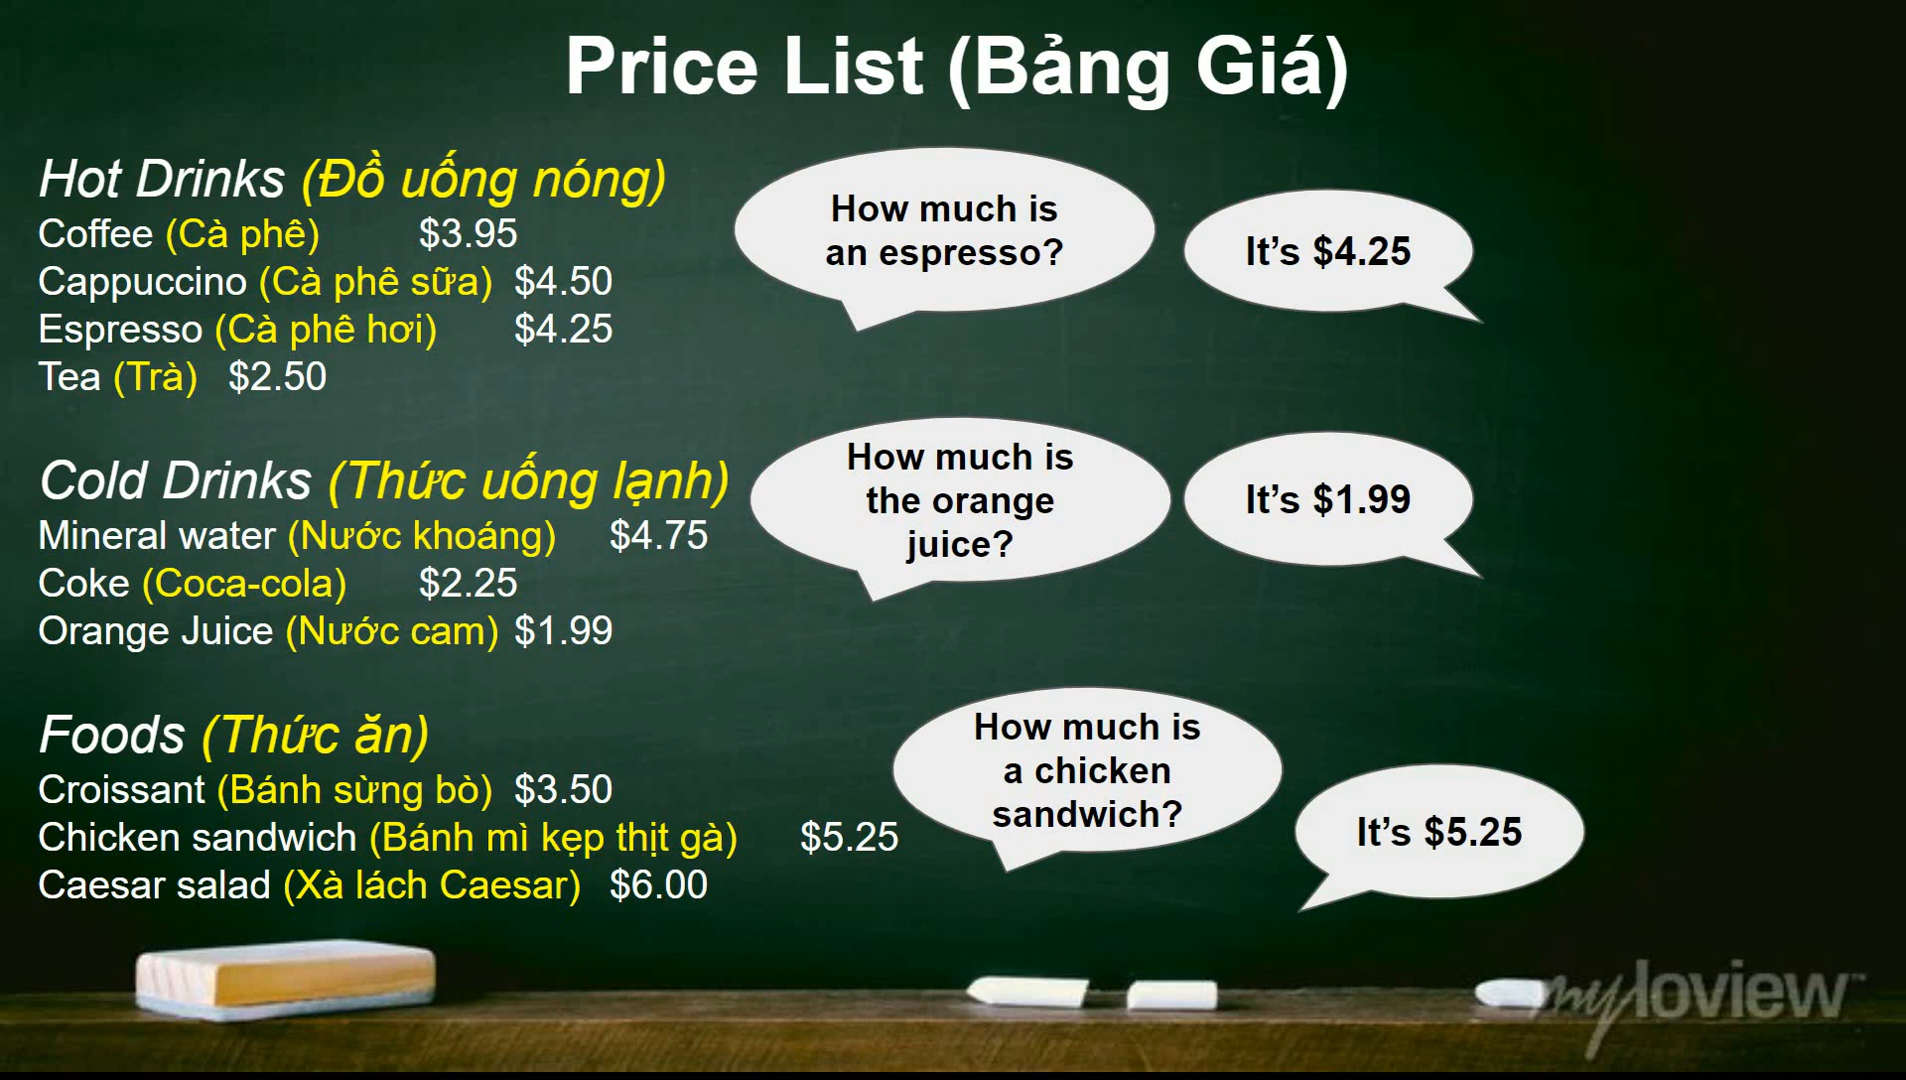 Price List (Bảng Giá)
Hot Drinks (Đồ uống nóng)
Coffee (Cà phê) $3.95
Cappuccino (Cà phê sữa) $4.50
Espresso (Cà phê hơi) $4.25
Tea (Trà) $2.50
How much is
an espresso?
It's $4.25
Cold Drinks (Thức uống lạnh)
Mineral water (Nước khoáng) $4.75
Coke (Coca-cola) $2.25
Orange Juice (Nước cam) $1.99
How much is
the orange
juice?
It's $1.99
Foods (Thức ăn)
Croissant (Bánh sừng bò) $3.50
Chicken sandwich (Bánh mì kẹp thịt gà) $5.25
Caesar salad (Xà lách Caesar) $6.00
How much is
a chicken
sandwich?
It's $5.25
myloview™